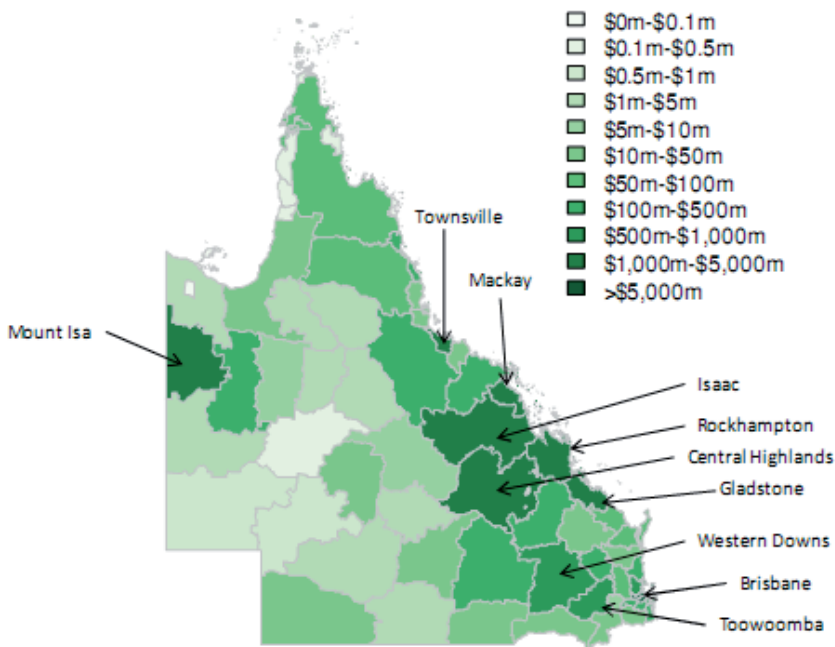 $0m-$0.1m
$0.1m-$0.5m
$0.5m-$1m
$1m-$5m
$5m-$10m
$10m-$50m
$50m-$100m
$100m-$500m
$500m-$1,000m
$1,000m-$5,000m
>$5,000m
Townsville
Mackay
Mount Isa
Isaac
Rockhampton
Central Highlands
Gladstone
Western Downs
Brisbane
Toowoomba